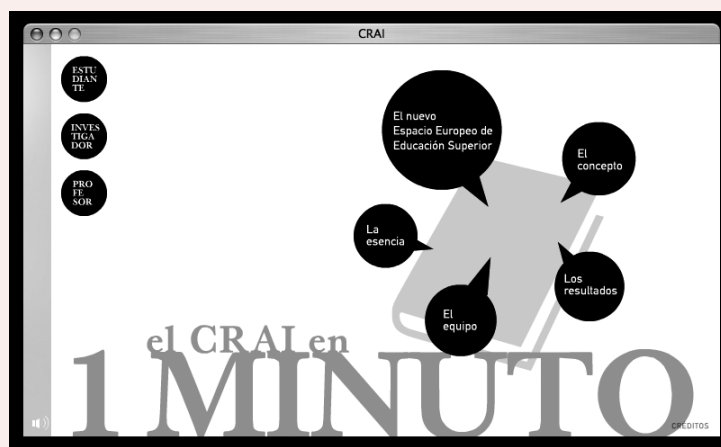 CRAI
ESTU
DIAN
TE
INVES
TIGA
DOR
PRO
FE
SOR
El nuevo
Espacio Europeo de
Educación Superior
El
concepto
La
esencia
Los
resultados
El
equipo
el CRAI en
1 MINUTO
CREDITOS